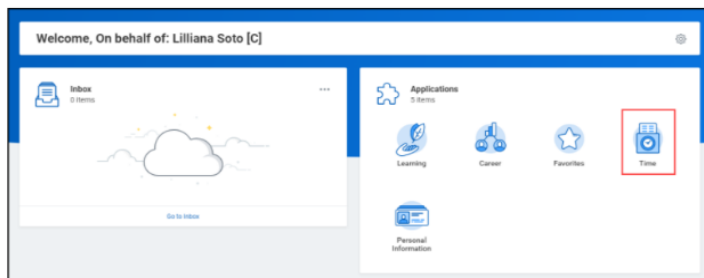 Welcome, On behalf of: Lilliana Soto [C]
Inbox
0 items
Go to Inbox
Applications
5 items
Learning
Career
Favorites
Time
Personal
Information